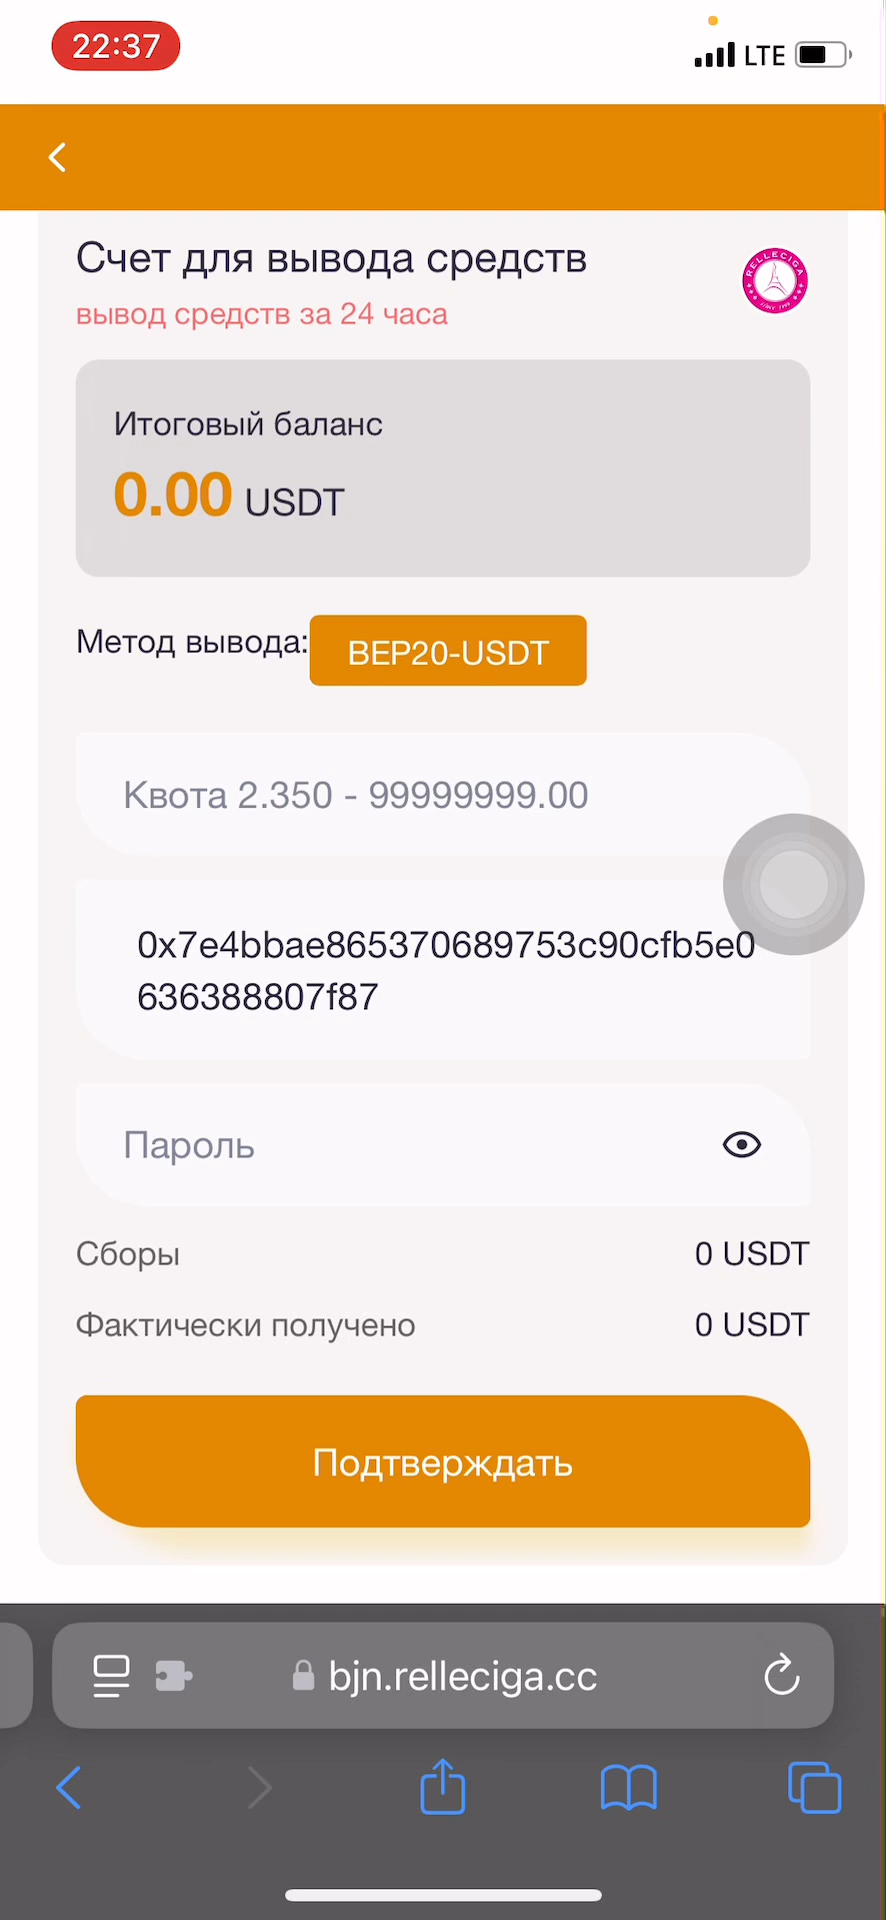 22:37
LTE
Счет для вывода средств
RELLECIGA
вывод средств за 24 часа
Итоговый баланс
0.00 USDT
Метод вывода:
BEP20-USDT
Квота 2.350 - 99999999.00
0x7e4bbae865370689753c90cfb5e0
636388807f87
Пароль
Сборы
0 USDT
Фактически получено
0 USDT
Подтверждать
bjn.relleciga.cc